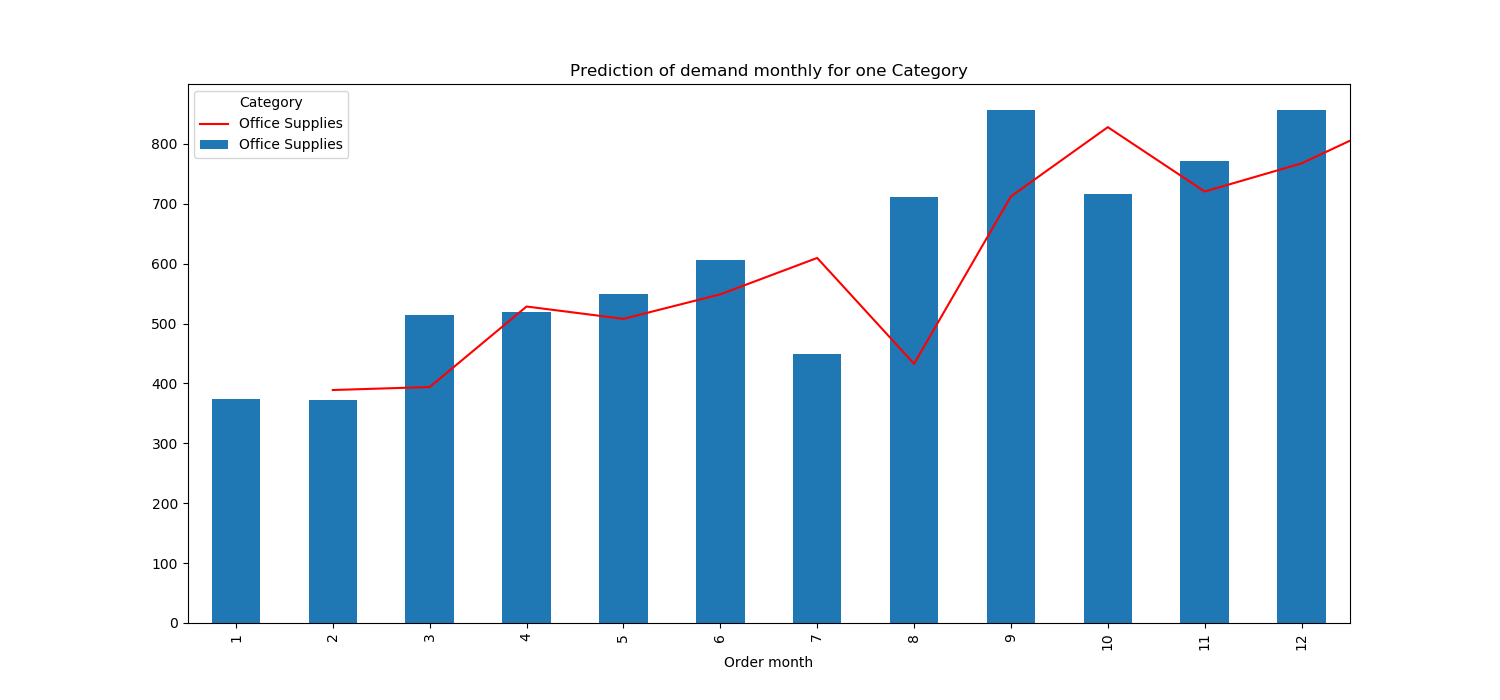 Prediction of demand monthly for one Category
Category
Office Supplies
Office Supplies
800
700
600
500
400
300
200
100
0
1 2 3 4 5 6 7 8 9 10 11 12
Order month